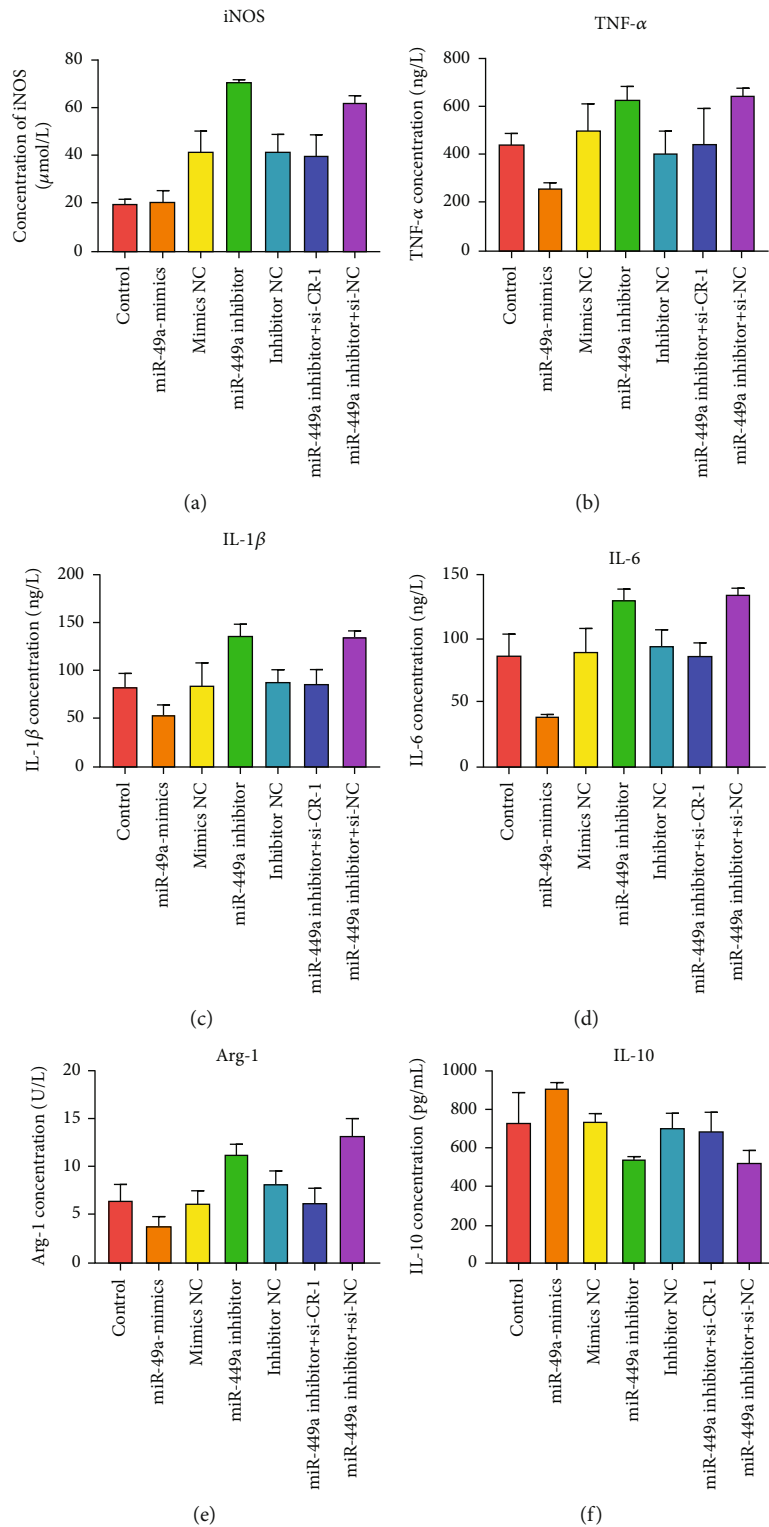 iNOS
Concentration of iNOS
(μmol/L)
80
60
40
20
0
Control
miR-49a-mimics
Mimics NC
miR-449a inhibitor
Inhibitor NC
miR-449a inhibitor+si-CR-1
miR-449a inhibitor+si-NC
(a)
TNF-α
TNF-α concentration (ng/L)
800
600
400
200
0
Control
miR-49a-mimics
Mimics NC
miR-449a inhibitor
Inhibitor NC
miR-449a inhibitor+si-CR-1
miR-449a inhibitor+si-NC
(b)
IL-1β
IL-1β concentration (ng/L)
200
150
100
50
0
Control
miR-49a-mimics
Mimics NC
miR-449a inhibitor
Inhibitor NC
miR-449a inhibitor+si-CR-1
miR-449a inhibitor+si-NC
(c)
IL-6
IL-6 concentration (ng/L)
150
100
50
0
Control
miR-49a-mimics
Mimics NC
miR-449a inhibitor
Inhibitor NC
miR-449a inhibitor+si-CR-1
miR-449a inhibitor+si-NC
(d)
Arg-1
Arg-1 concentration (U/L)
20
15
10
5
0
Control
miR-49a-mimics
Mimics NC
miR-449a inhibitor
Inhibitor NC
miR-449a inhibitor+si-CR-1
miR-449a inhibitor+si-NC
(e)
IL-10
IL-10 concentration (pg/mL)
1000
800
600
400
200
0
Control
miR-49a-mimics
Mimics NC
miR-449a inhibitor
Inhibitor NC
miR-449a inhibitor+si-CR-1
miR-449a inhibitor+si-NC
(f)